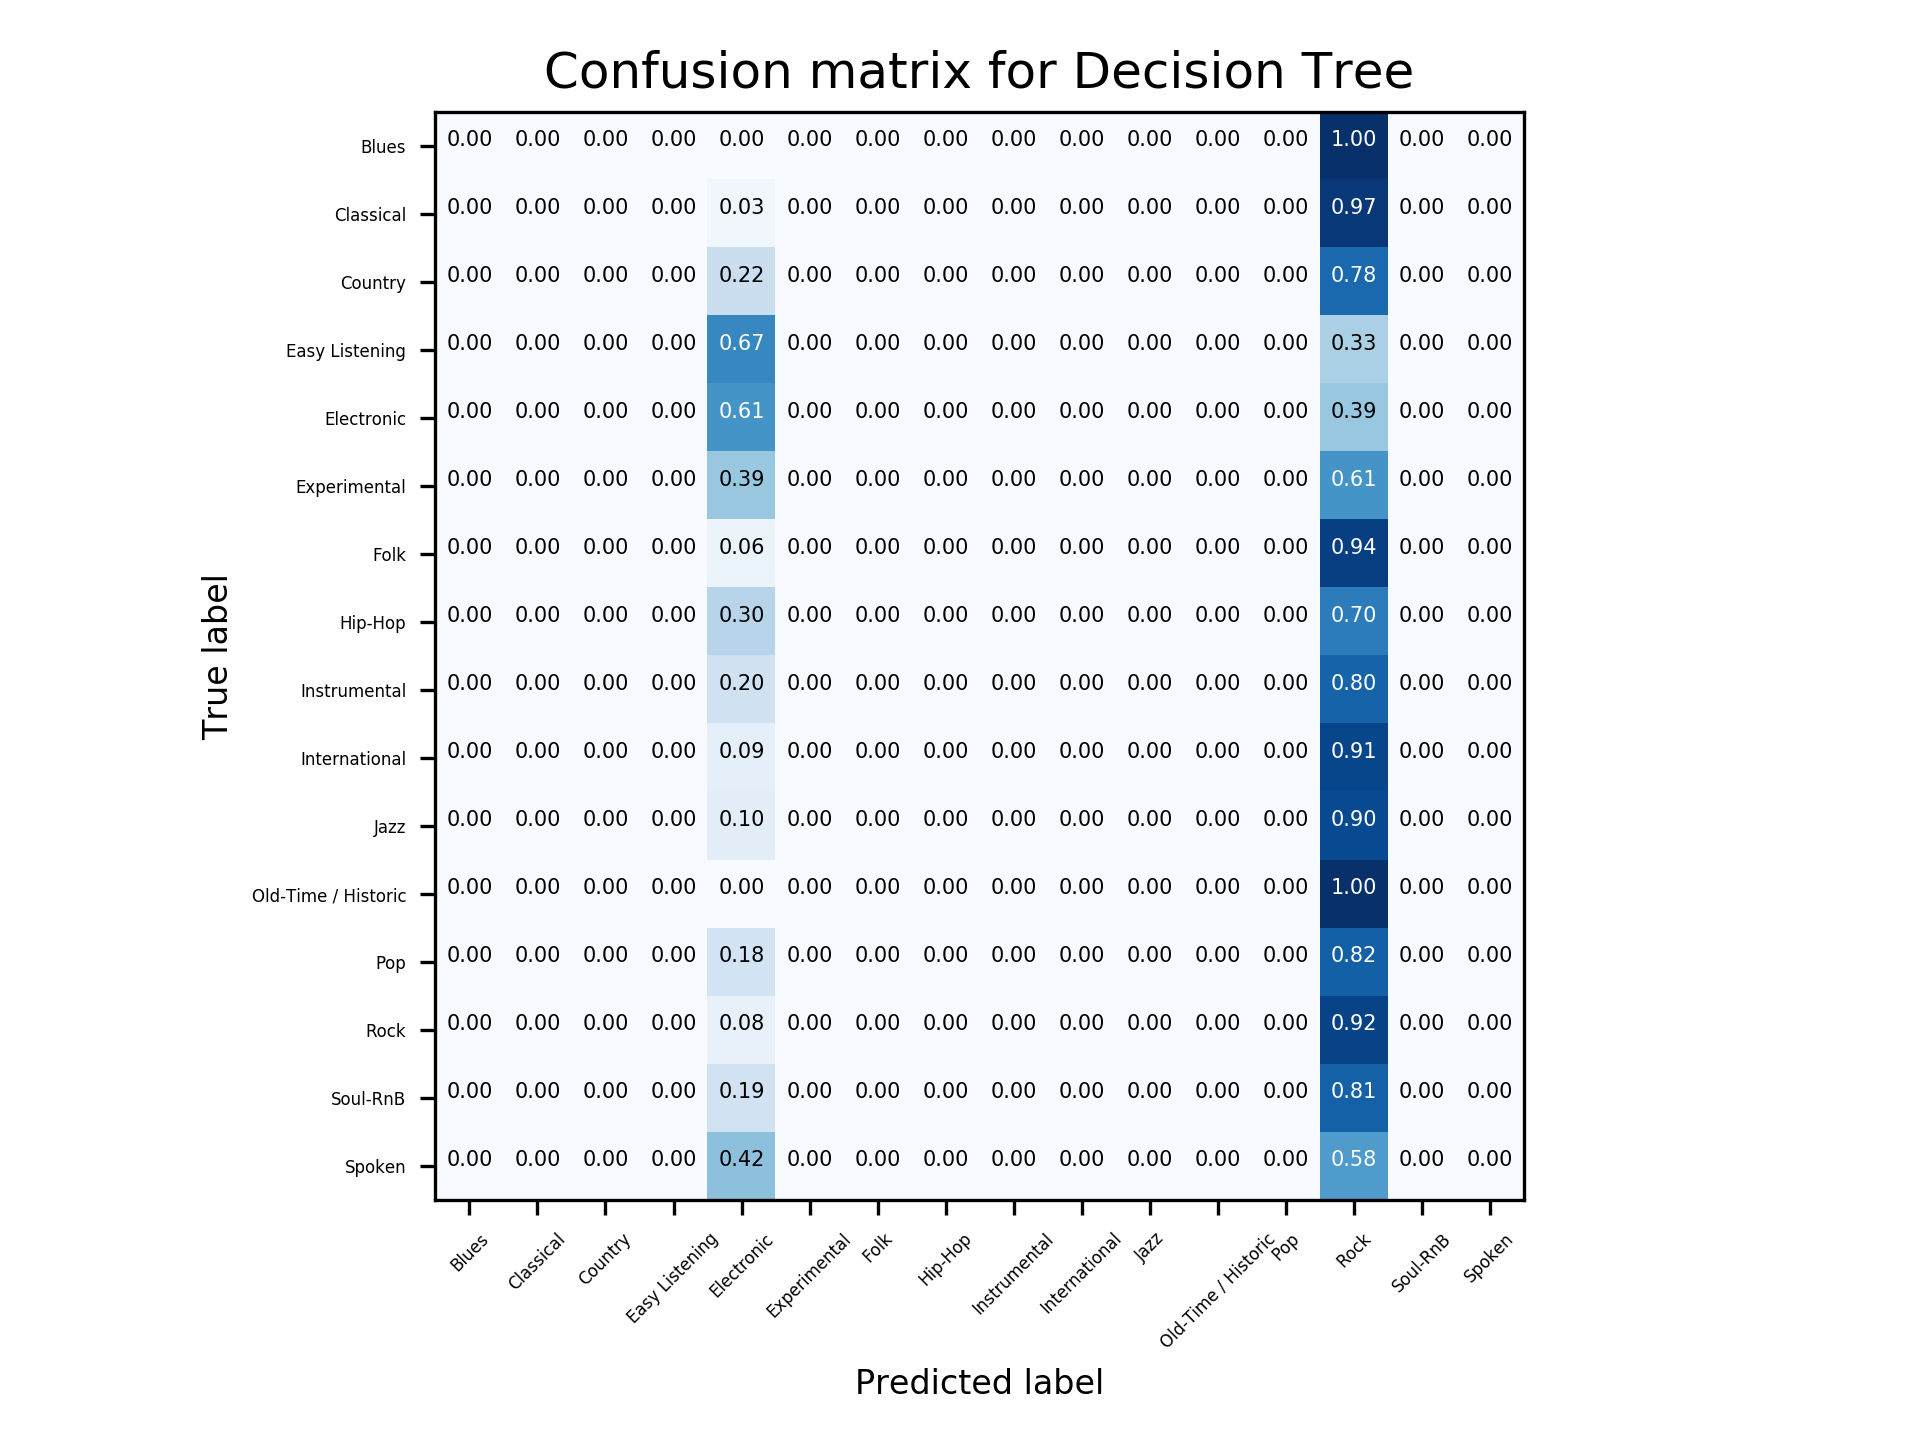 Confusion matrix for Decision Tree
Blues 0.00 0.00 0.00 0.00 0.00 0.00 0.00 0.00 0.00 0.00 0.00 0.00 0.00 1.00 0.00 0.00
Classical 0.00 0.00 0.00 0.00 0.03 0.00 0.00 0.00 0.00 0.00 0.00 0.00 0.00 0.97 0.00 0.00
Country 0.00 0.00 0.00 0.00 0.22 0.00 0.00 0.00 0.00 0.00 0.00 0.00 0.00 0.78 0.00 0.00
Easy Listening 0.00 0.00 0.00 0.00 0.67 0.00 0.00 0.00 0.00 0.00 0.00 0.00 0.00 0.33 0.00 0.00
Electronic 0.00 0.00 0.00 0.00 0.61 0.00 0.00 0.00 0.00 0.00 0.00 0.00 0.00 0.39 0.00 0.00
Experimental 0.00 0.00 0.00 0.00 0.39 0.00 0.00 0.00 0.00 0.00 0.00 0.00 0.00 0.61 0.00 0.00
Folk 0.00 0.00 0.00 0.00 0.06 0.00 0.00 0.00 0.00 0.00 0.00 0.00 0.00 0.94 0.00 0.00
Hip-Hop 0.00 0.00 0.00 0.00 0.30 0.00 0.00 0.00 0.00 0.00 0.00 0.00 0.00 0.70 0.00 0.00
Instrumental 0.00 0.00 0.00 0.00 0.20 0.00 0.00 0.00 0.00 0.00 0.00 0.00 0.00 0.80 0.00 0.00
International 0.00 0.00 0.00 0.00 0.09 0.00 0.00 0.00 0.00 0.00 0.00 0.00 0.00 0.91 0.00 0.00
Jazz 0.00 0.00 0.00 0.00 0.10 0.00 0.00 0.00 0.00 0.00 0.00 0.00 0.00 0.90 0.00 0.00
Old-Time / Historic 0.00 0.00 0.00 0.00 0.00 0.00 0.00 0.00 0.00 0.00 0.00 0.00 0.00 1.00 0.00 0.00
Pop 0.00 0.00 0.00 0.00 0.18 0.00 0.00 0.00 0.00 0.00 0.00 0.00 0.00 0.82 0.00 0.00
Rock 0.00 0.00 0.00 0.00 0.08 0.00 0.00 0.00 0.00 0.00 0.00 0.00 0.00 0.92 0.00 0.00
Soul-RnB 0.00 0.00 0.00 0.00 0.19 0.00 0.00 0.00 0.00 0.00 0.00 0.00 0.00 0.81 0.00 0.00
Spoken 0.00 0.00 0.00 0.00 0.42 0.00 0.00 0.00 0.00 0.00 0.00 0.00 0.00 0.58 0.00 0.00
True label
Blues Classical Country Easy Listening Electronic Experimental Folk Hip-Hop Instrumental International Jazz Old-Time / Historic Pop Rock Soul-RnB Spoken
Predicted label